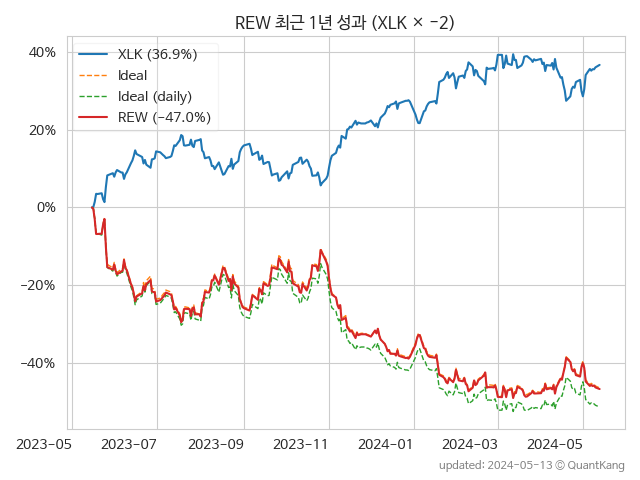 REW 최근 1년 성과 (XLK × −2)
XLK (36.9%)
Ideal
Ideal (daily)
REW (−47.0%)
40%
20%
0%
−20%
−40%
2023−05
2023−07
2023−09
2023−11
2024−01
2024−03
2024−05
updated: 2024−05−13 © QuantKang